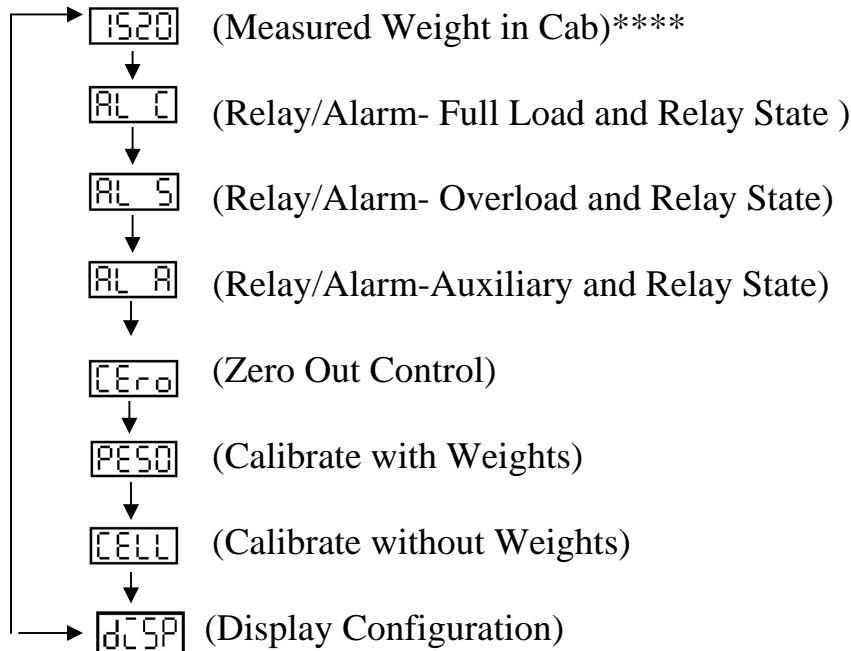 1520 (Measured Weight in Cab)****
AL C (Relay/Alarm- Full Load and Relay State )
AL S (Relay/Alarm- Overload and Relay State)
AL A (Relay/Alarm-Auxiliary and Relay State)
CEro (Zero Out Control)
PESO (Calibrate with Weights)
CELL (Calibrate without Weights)
diSP (Display Configuration)